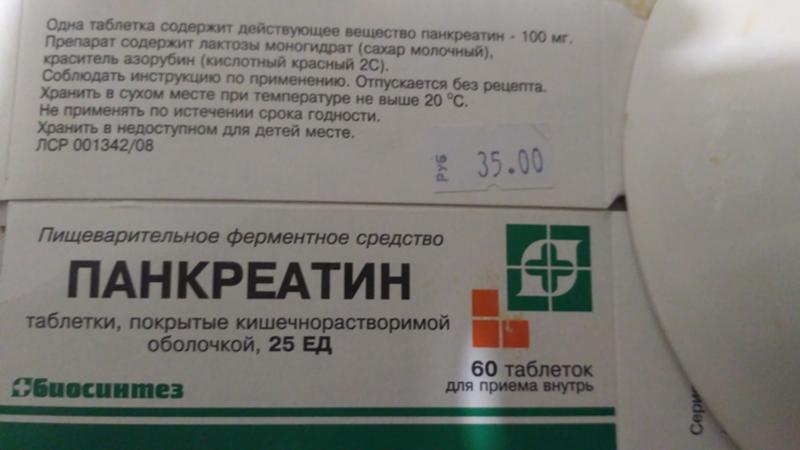 Одна таблетка содержит действующее вещество панкреатин - 100 мг.
Препарат содержит лактозы моногидрат (сахар молочный),
краситель азорубин (кислотный красный 2С).
Соблюдать инструкцию по применению. Отпускается без рецепта.
Хранить в сухом месте при температуре не выше 20 °С.
Не применять по истечении срока годности.
Хранить в недоступном для детей месте.
ЛСР 001342/08
РУБ 35.00
Пищеварительное ферментное средство
ПАНКРЕАТИН
таблетки, покрытые кишечнорастворимой
оболочкой, 25 ЕД
60 таблеток
для приема внутрь
биосинтез